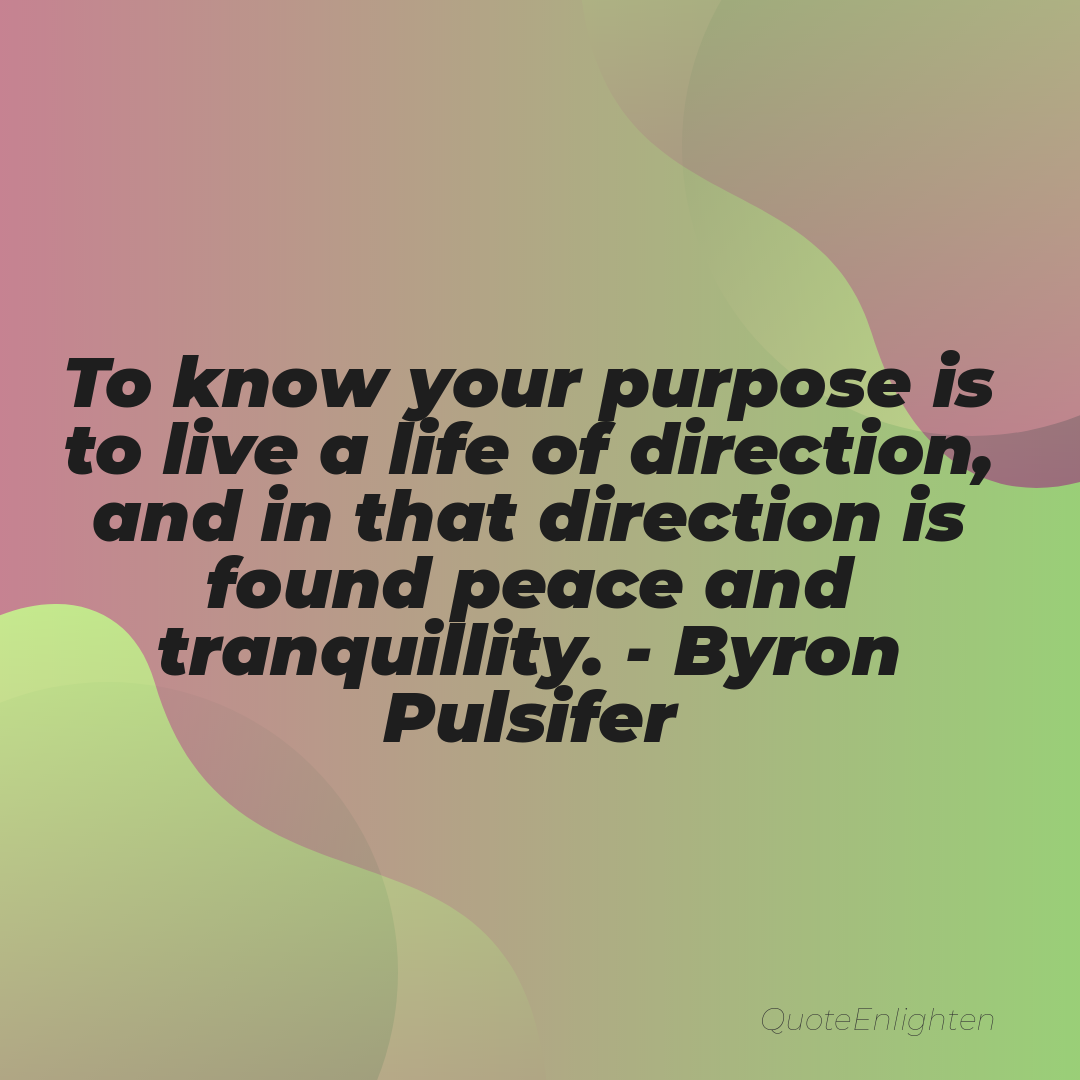 To know your purpose is
to live a life of direction,
and in that direction is
found peace and
tranquillity. - Byron
Pulsifer
QuoteEnlighten